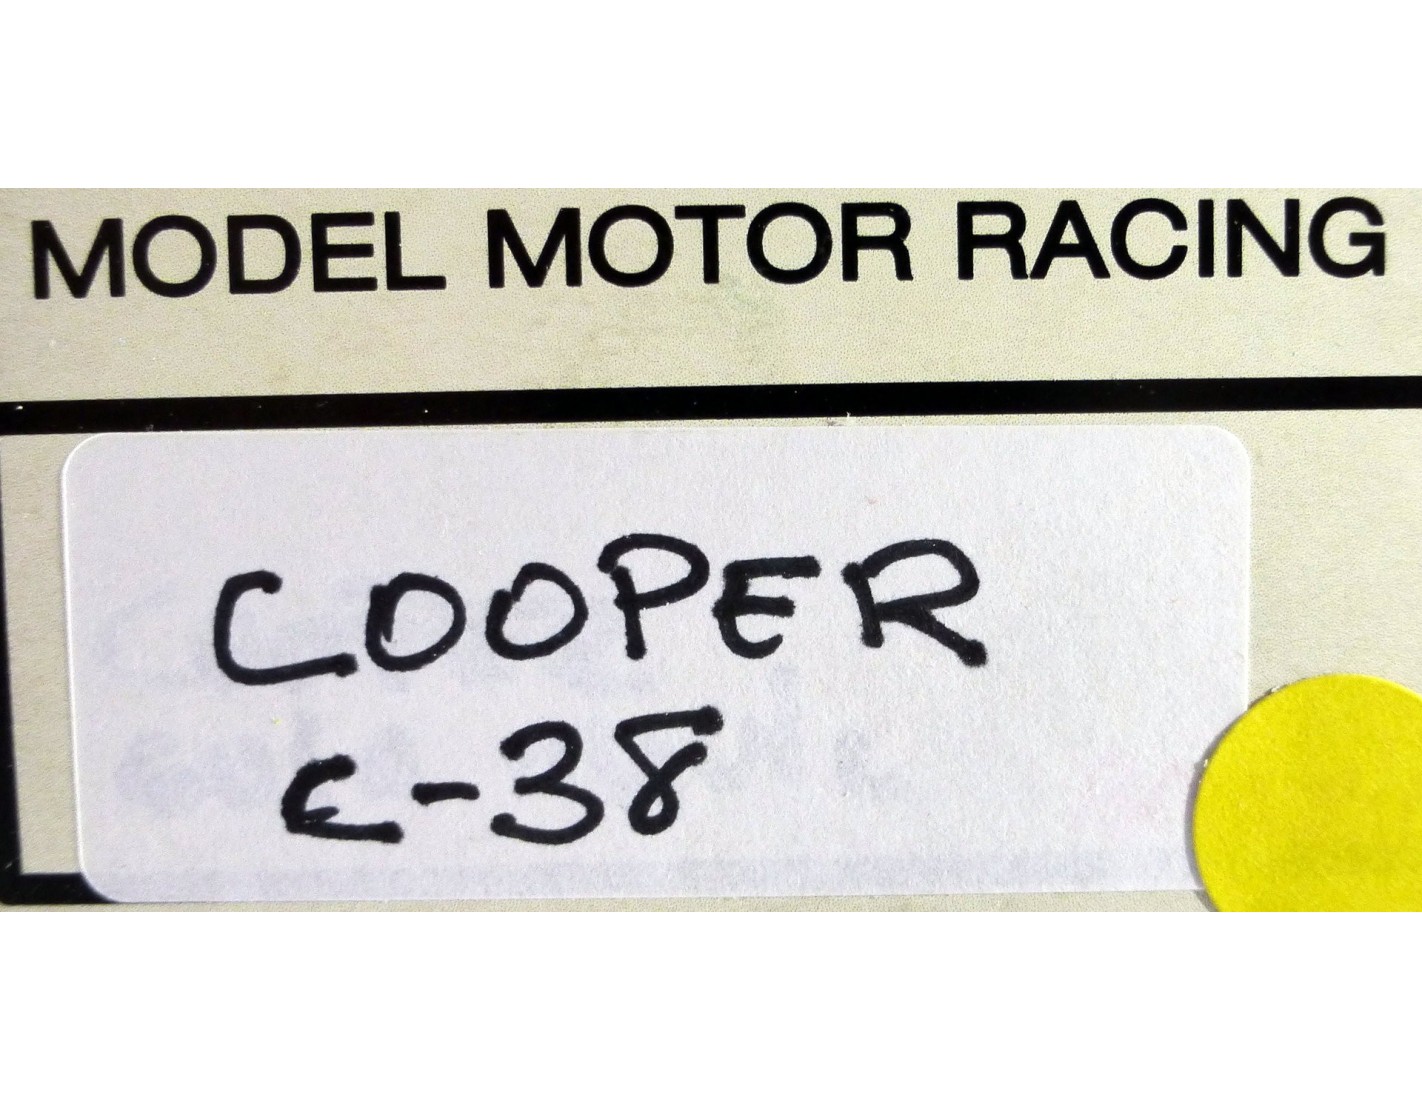 MODEL MOTOR RACING
COOPER
C-38